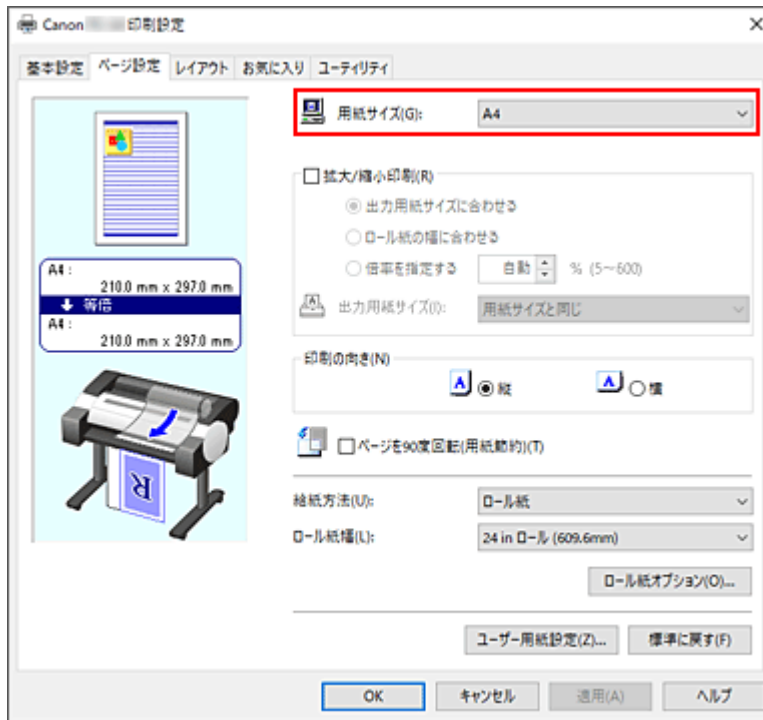 Canon 印刷設定
基本設定 ページ設定 レイアウト お気に入り ユーティリティ
用紙サイズ(G): A4
拡大/縮小印刷(R)
出力用紙サイズに合わせる
ロール紙の幅に合わせる
倍率を指定する 自動 % (5～600)
出力用紙サイズ(I): 用紙サイズと同じ
A4 :
210.0 mm x 297.0 mm
等倍
A4 :
210.0 mm x 297.0 mm
印刷の向き(N)
A 縦 A 横
R
ページを90度回転(用紙節約)(T)
給紙方法(U): ロール紙
ロール紙幅(L): 24 in ロール (609.6mm)
ロール紙オプション(O)...
ユーザー用紙設定(Z)... 標準に戻す(F)
OK キャンセル 適用(A) ヘルプ